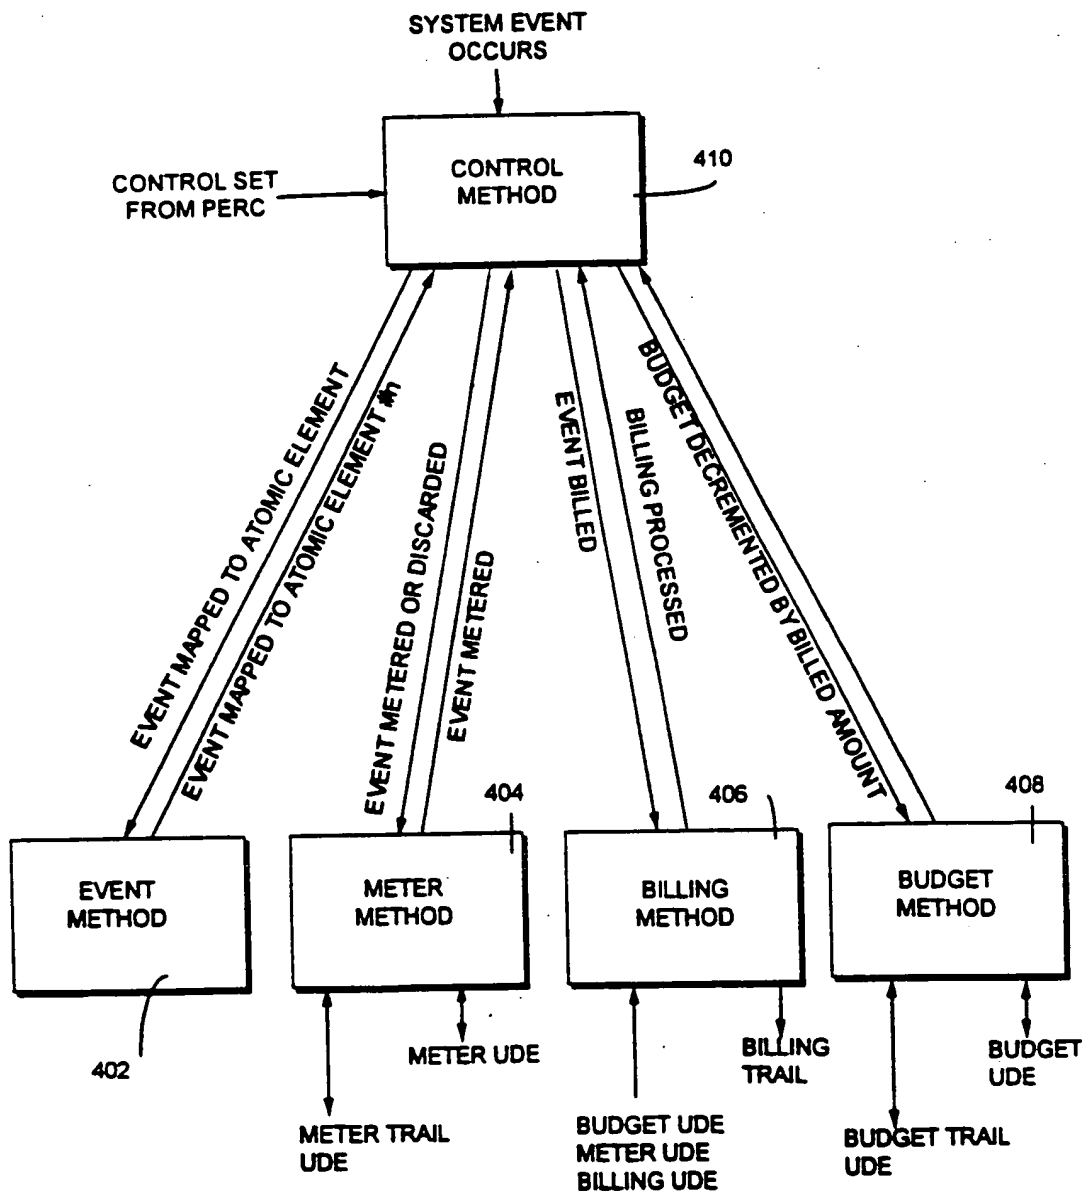 SYSTEM EVENT
OCCURS
CONTROL
METHOD
410
CONTROL SET
FROM PERC
EVENT MAPPED TO ATOMIC ELEMENT
EVENT MAPPED TO ATOMIC ELEMENT #n
EVENT METERED OR DISCARDED
EVENT METERED
EVENT BILLED
BILLING PROCESSED
BUDGET DECREMENTED BY BILLED AMOUNT
EVENT
METHOD
402
METER
METHOD
404
BILLING
METHOD
406
BUDGET
METHOD
408
METER UDE
METER TRAIL
UDE
BILLING
TRAIL
BUDGET UDE
METER UDE
BILLING UDE
BUDGET
UDE
BUDGET TRAIL
UDE